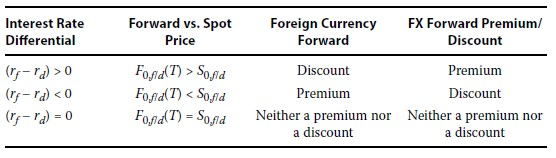 Interest Rate Differential Forward vs. Spot Price Foreign Currency Forward FX Forward Premium/ Discount
(rf − rd) > 0 F0,f/d(T) > S0,f/d Discount Premium
(rf − rd) < 0 F0,f/d(T) < S0,f/d Premium Discount
(rf − rd) = 0 F0,f/d(T) = S0,f/d Neither a premium nor a discount Neither a premium nor a discount